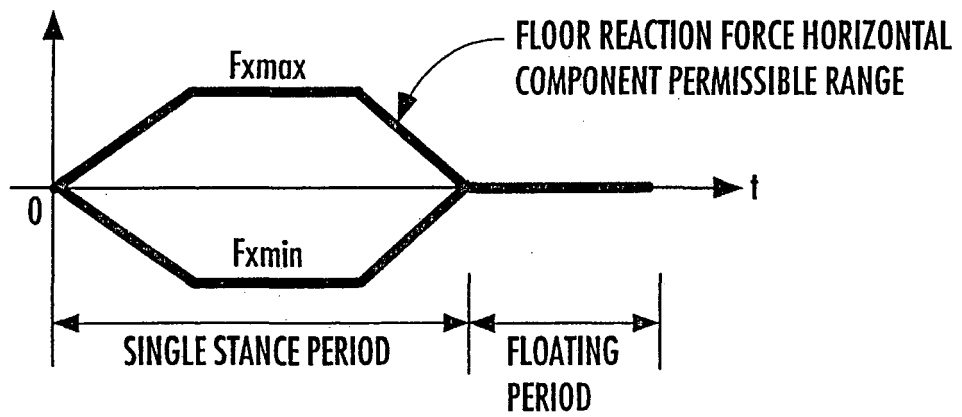 FLOOR REACTION FORCE HORIZONTAL
COMPONENT PERMISSIBLE RANGE
Fxmax
0
t
Fxmin
SINGLE STANCE PERIOD
FLOATING
PERIOD